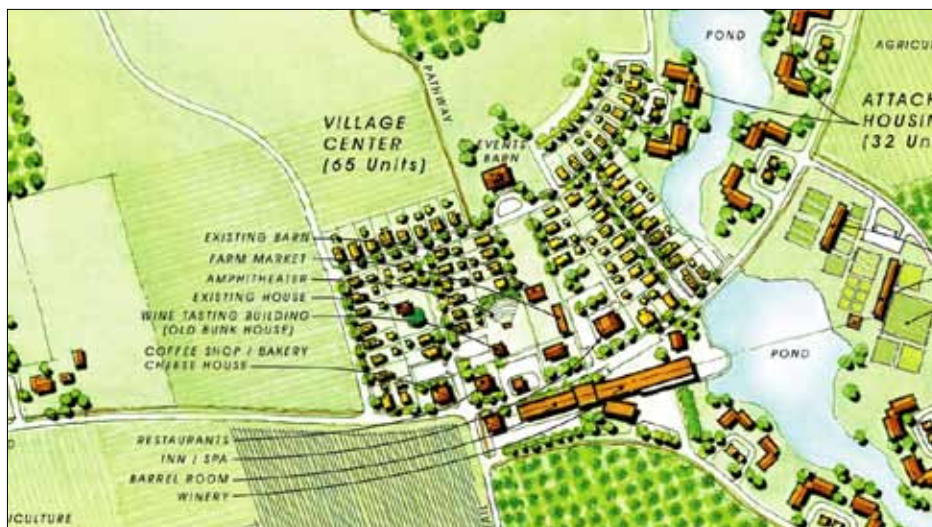 POND
AGRICU
ATTACH
HOUSIN
(32 Un
PATHWAY
VILLAGE
CENTER
(65 Units)
EVENTS
BARN
EXISTING BARN
FARM MARKET
AMPHITHEATER
EXISTING HOUSE
WINE TASTING BUILDING
(OLD BUNK HOUSE)
COFFEE SHOP / BAKERY
CHEESE HOUSE
POND
RESTAURANTS
INN / SPA
BARREL ROOM
WINERY
ICULTURE